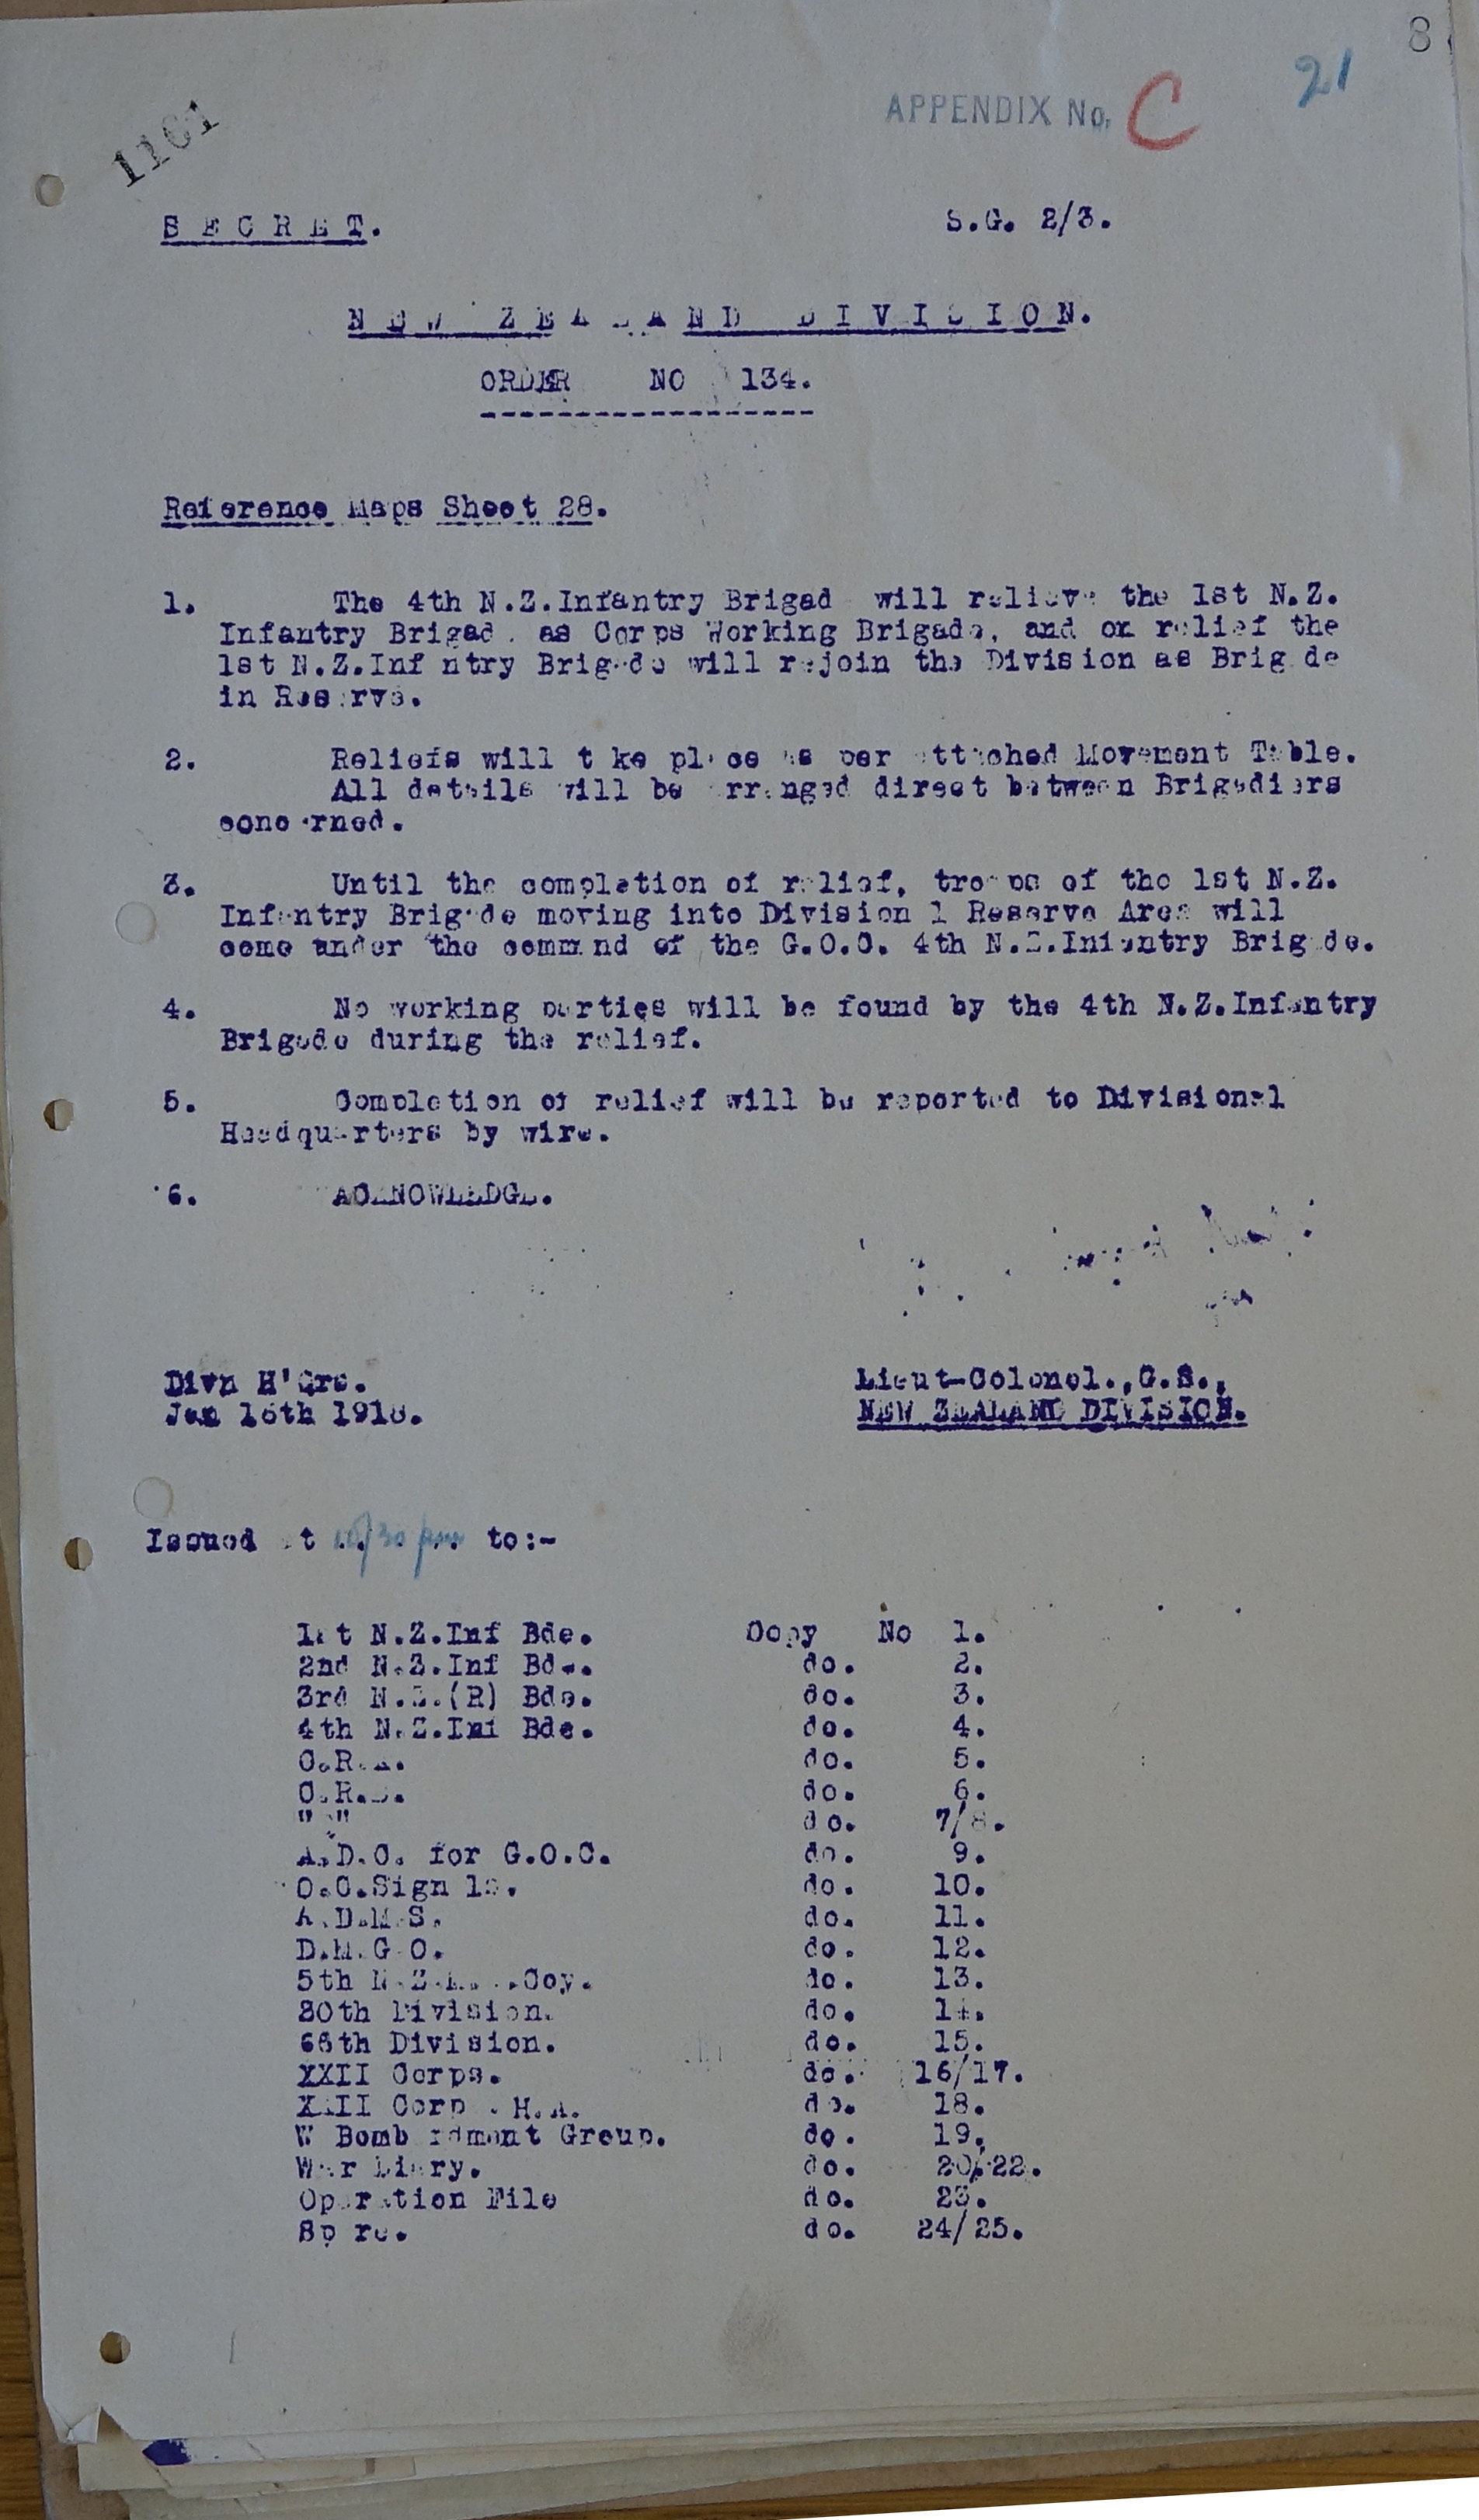 8
21
APPENDIX No. C
1101
SECRET.
S.G. 2/3.
NEW ZEALAND DIVISION.
ORDER NO 134.
Reference Maps Sheet 28.
1. The 4th N.Z.Infantry Brigade will relieve the 1st N.Z.
Infantry Brigade as Corps Working Brigade, and on relief the
1st N.Z.Infantry Brigade will rejoin the Division as Brigade
in Reserve.
2. Reliefs will take place as per attached Movement Table.
All details will be arranged direct between Brigadiers
concerned.
3. Until the completion of relief, troops of the 1st N.Z.
Infantry Brigade moving into Divisional Reserve Area will
come under the command of the G.O.C. 4th N.Z.Infantry Brigade.
4. No working parties will be found by the 4th N.Z.Infantry
Brigade during the relief.
5. Completion of relief will be reported to Divisional
Headquarters by wire.
6. ACKNOWLEDGE.
Divn H'Qrs.
Lieut-Colonel.,G.S.,
Jan 16th 1918.
NEW ZEALAND DIVISION.
Issued at /30 pm to:-
1st N.Z.Inf Bde. Copy No 1.
2nd N.Z.Inf Bde. do. 2.
3rd N.Z.(R) Bde. do. 3.
4th N.Z.Inf Bde. do. 4.
C.R.A. do. 5.
C.R.E. do. 6.
" " do. 7/8.
A.D.C. for G.O.C. do. 9.
O.C.Signals. do. 10.
A.D.M.S. do. 11.
D.M.G.O. do. 12.
5th N.Z.M. .Coy. do. 13.
30th Division. do. 14.
66th Division. do. 15.
XXII Corps. do. 16/17.
XXII Corps. H.A. do. 18.
W Bombardment Group. do. 19.
War Diary. do. 20/22.
Operation File do. 23.
Spare. do. 24/25.